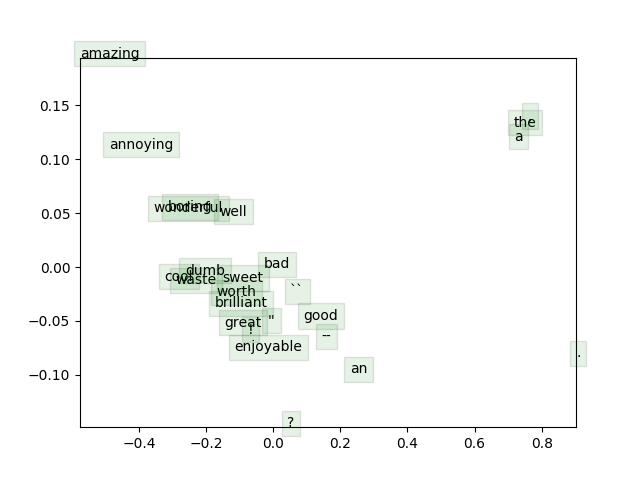 amazing
0.15
the
a
annoying
0.10
0.05
wonderful
boring
well
0.00
bad
dumb
cool
waste
sweet
``
worth
brilliant
−0.05
great
"
good
!
--
enjoyable
.
−0.10
an
?
−0.4 −0.2 0.0 0.2 0.4 0.6 0.8